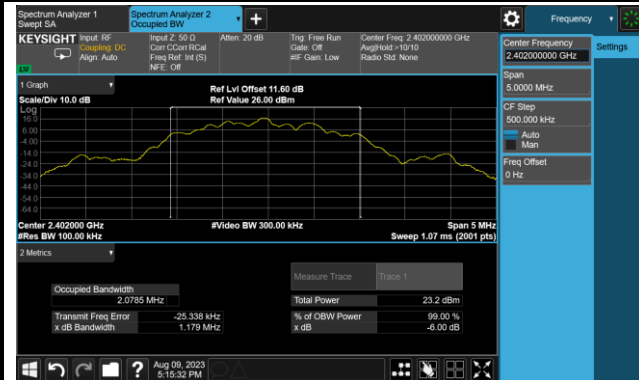 Spectrum Analyzer 1
Swept SA
Spectrum Analyzer 2
Occupied BW
Frequency
KEYSIGHT
Input: RF
Coupling: DC
Align: Auto
Input Z: 50 Ω
Corr CCorr RCal
Freq Ref: Int (S)
NFE: Off
Atten: 20 dB
Trig: Free Run
Gate: Off
#IF Gain: Low
Center Freq: 2.402000000 GHz
Avg|Hold:>10/10
Radio Std: None
Center Frequency
2.402000000 GHz
Settings
Span
5.0000 MHz
CF Step
500.000 kHz
Auto
Man
Freq Offset
0 Hz
1 Graph
Scale/Div 10.0 dB
Ref Lvl Offset 11.60 dB
Ref Value 26.00 dBm
Log
16.0
6.00
-4.00
-14.0
-24.0
-34.0
-44.0
-54.0
-64.0
Center 2.402000 GHz
#Res BW 100.00 kHz
#Video BW 300.00 kHz
Span 5 MHz
Sweep 1.07 ms (2001 pts)
2 Metrics
Measure Trace
Trace 1
Occupied Bandwidth
2.0785 MHz
Total Power
23.2 dBm
Transmit Freq Error
-25.338 kHz
% of OBW Power
99.00 %
x dB Bandwidth
1.179 MHz
x dB
-6.00 dB
?
Aug 09, 2023
5:15:32 PM